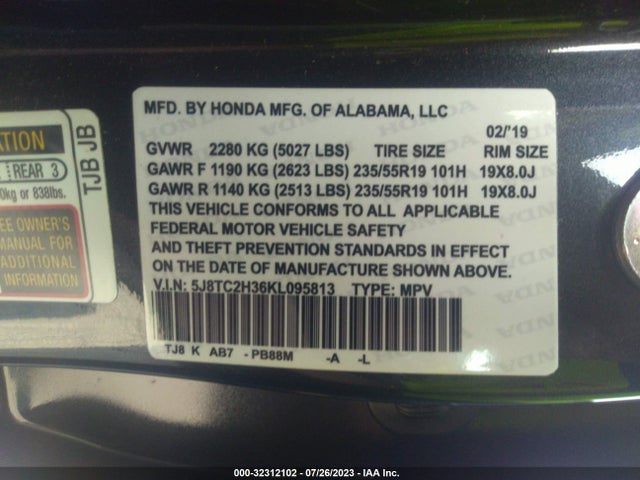 ATION
REAR 3
0kg or 838lbs.
EE OWNER'S
MANUAL FOR
ADDITIONAL
INFORMATION
TJB JB
MFD. BY HONDA MFG. OF ALABAMA, LLC
02/'19
GVWR 2280 KG (5027 LBS) TIRE SIZE RIM SIZE
GAWR F 1190 KG (2623 LBS) 235/55R19 101H 19X8.0J
GAWR R 1140 KG (2513 LBS) 235/55R19 101H 19X8.0J
THIS VEHICLE CONFORMS TO ALL APPLICABLE
FEDERAL MOTOR VEHICLE SAFETY
AND THEFT PREVENTION STANDARDS IN EFFECT
ON THE DATE OF MANUFACTURE SHOWN ABOVE.
V.I.N: 5J8TC2H36KL095813 TYPE: MPV
TJ8 K AB7 - PB88M -A -L
000-32312102 - 07/26/2023 - IAA Inc.